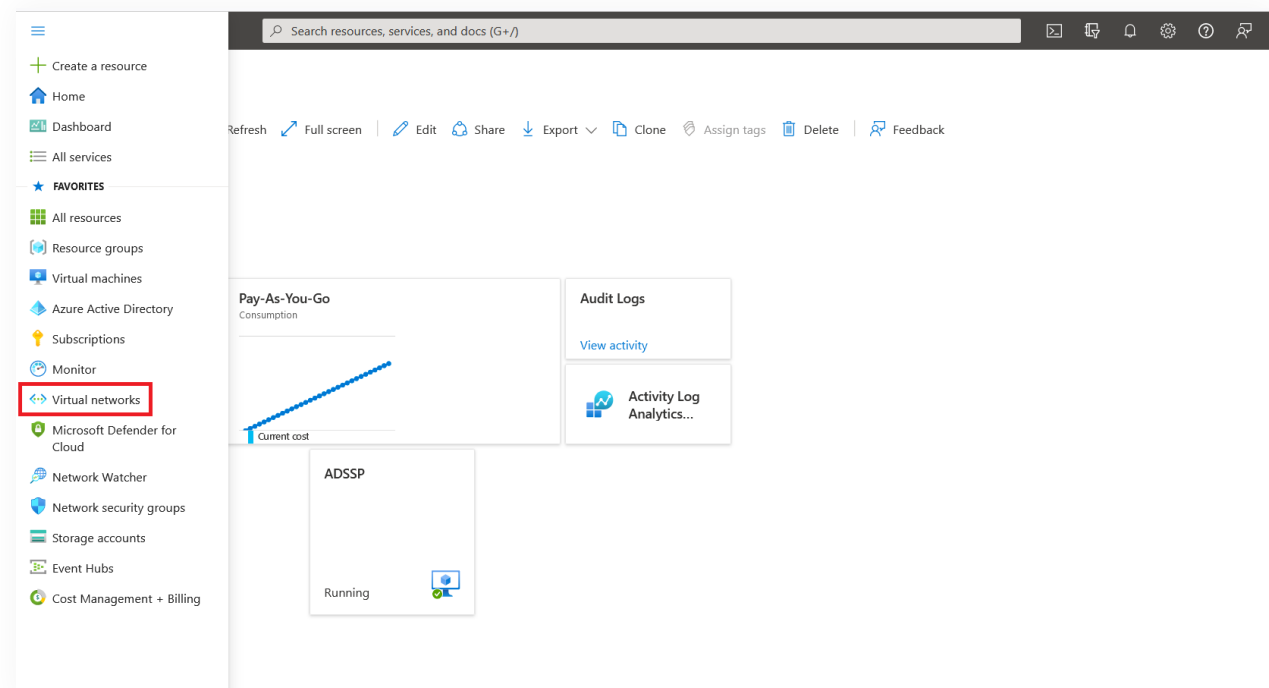 Search resources, services, and docs (G+/)
Create a resource
Home
Dashboard
All services
FAVORITES
All resources
Resource groups
Virtual machines
Azure Active Directory
Subscriptions
Monitor
Virtual networks
Microsoft Defender for
Cloud
Network Watcher
Network security groups
Storage accounts
Event Hubs
Cost Management + Billing
Refresh Full screen Edit Share Export Clone Assign tags Delete Feedback
Pay-As-You-Go
Consumption
Current cost
Audit Logs
View activity
Activity Log
Analytics...
ADSSP
Running